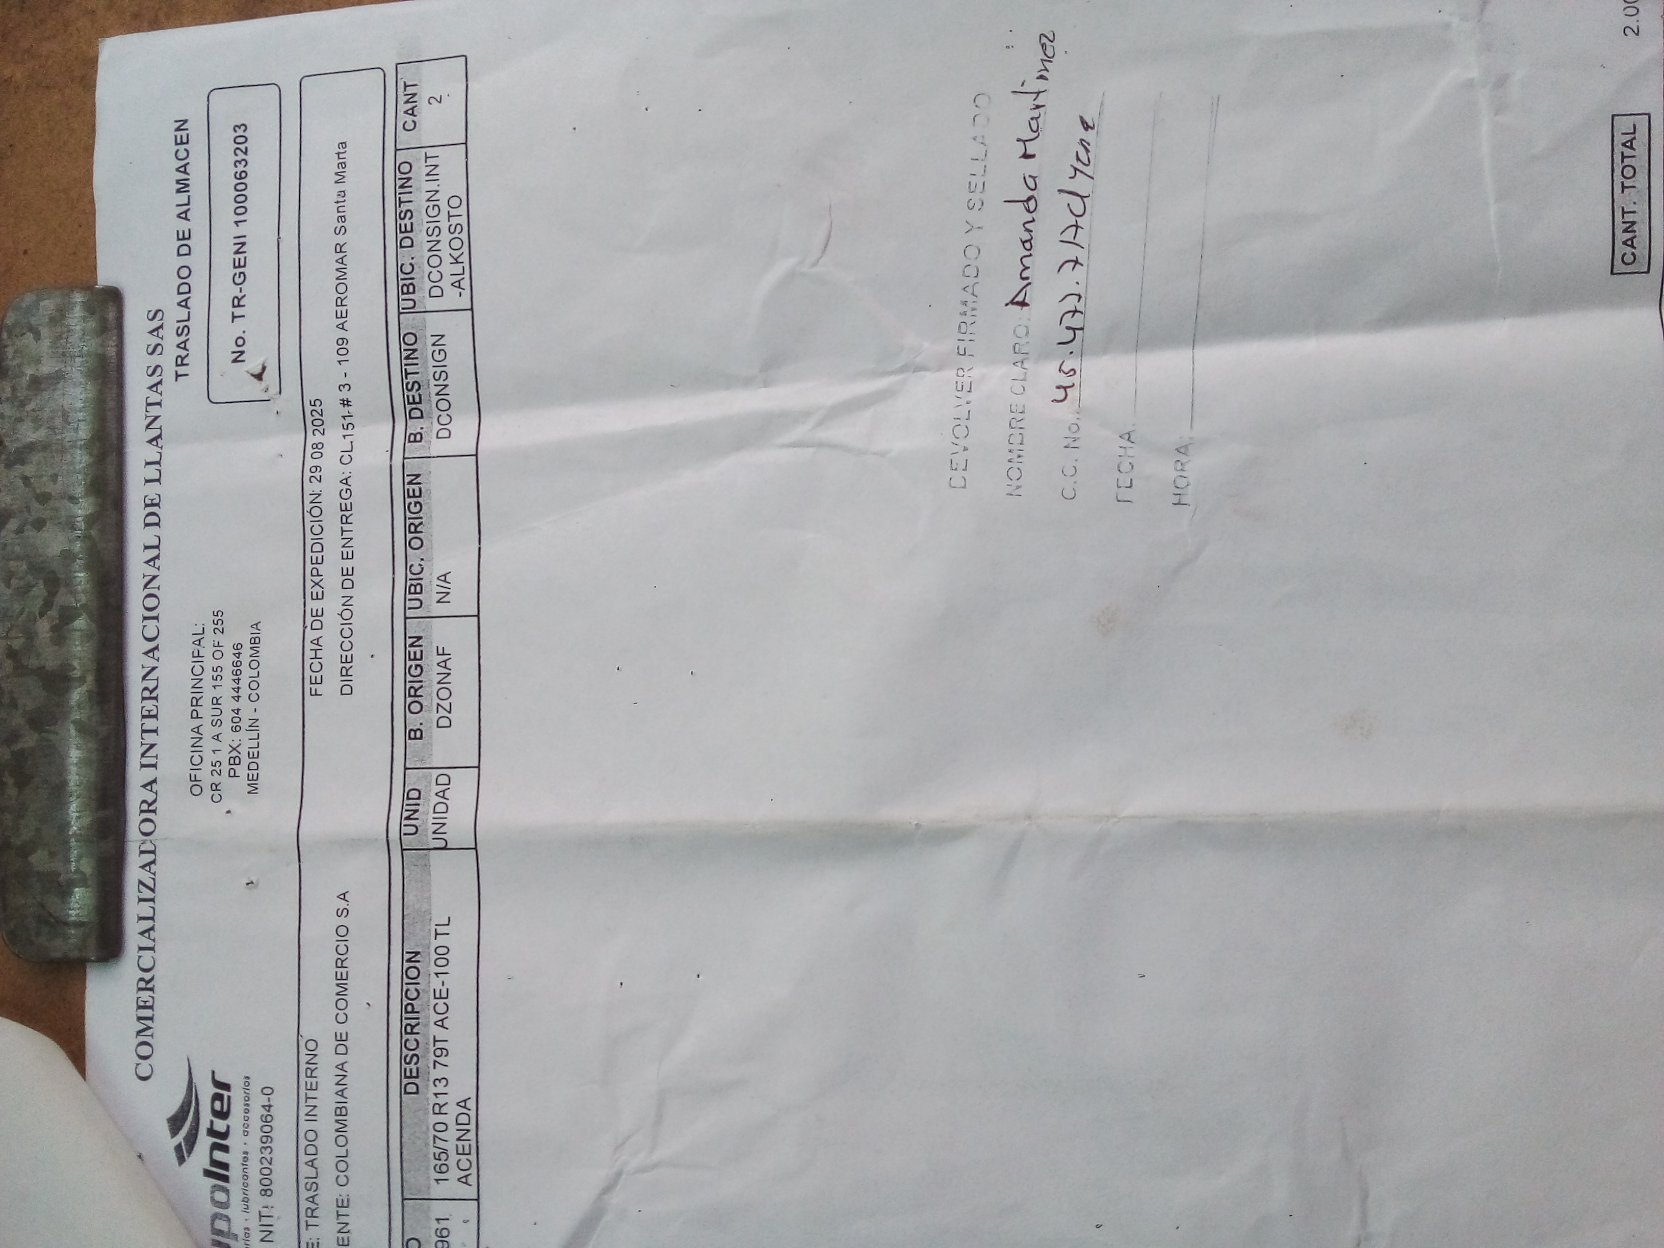 COMERCIALIZADORA INTERNACIONAL DE LLANTAS SAS
TRASLADO DE ALMACEN
upoInter
· lubricantes · accesorios
NIT: 800239064-0
OFICINA PRINCIPAL:
CR 25 1 A SUR 155 OF 255
PBX: 604 4446646
MEDELLÍN - COLOMBIA
No. TR-GENI 100063203
E: TRASLADO INTERNO
FECHA DE EXPEDICIÓN: 29 08 2025
ENTE: COLOMBIANA DE COMERCIO S.A
DIRECCIÓN DE ENTREGA: CL151 # 3 - 109 AEROMAR Santa Marta
O DESCRIPCION UNID B. ORIGEN UBIC. ORIGEN B. DESTINO UBIC. DESTINO CANT
961 165/70 R13 79T ACE-100 TL UNIDAD DZONAF N/A DCONSIGN DCONSIGN.INT 2
ACENDA -ALKOSTO
DEVOLVER FIRMADO Y SELLADO
NOMBRE CLARO: Amanda Martinez
C.C. No.
FECHA
HORA
CANT. TOTAL 2.00